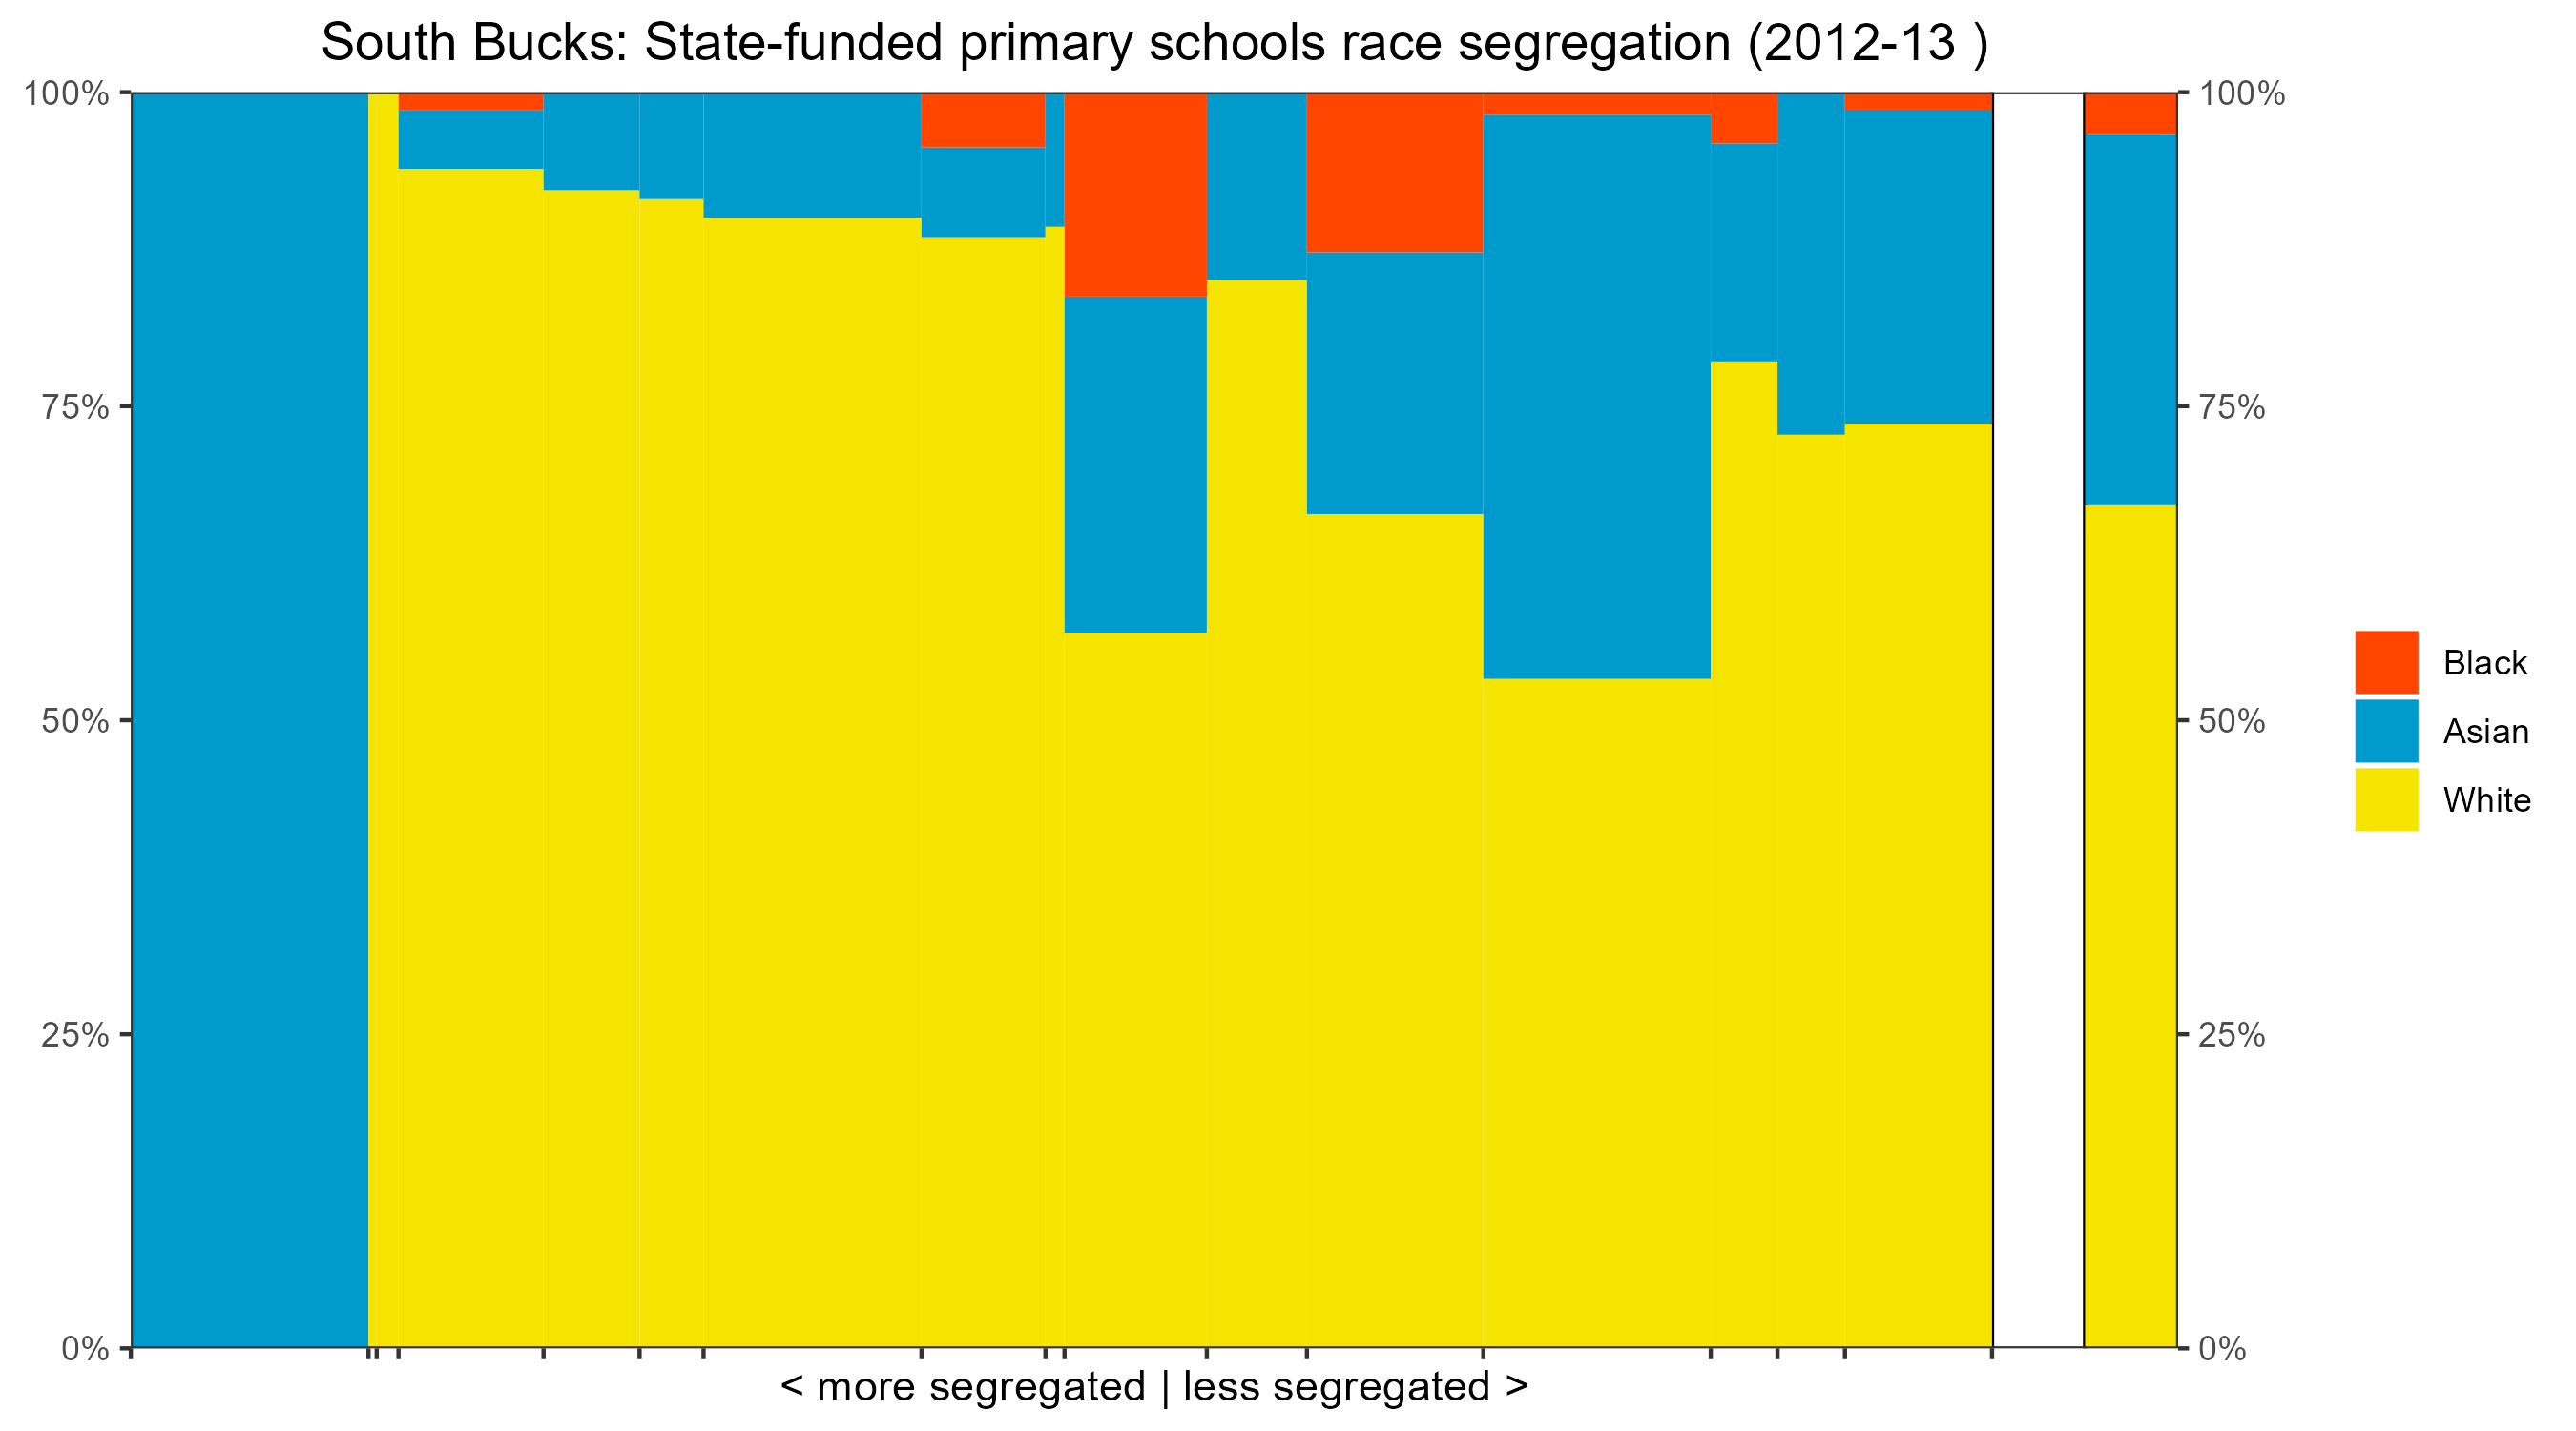 South Bucks: State-funded primary schools race segregation (2012-13 )
100%
75%
50%
25%
0%
100%
75%
50%
25%
0%
Black
Asian
White
< more segregated | less segregated >